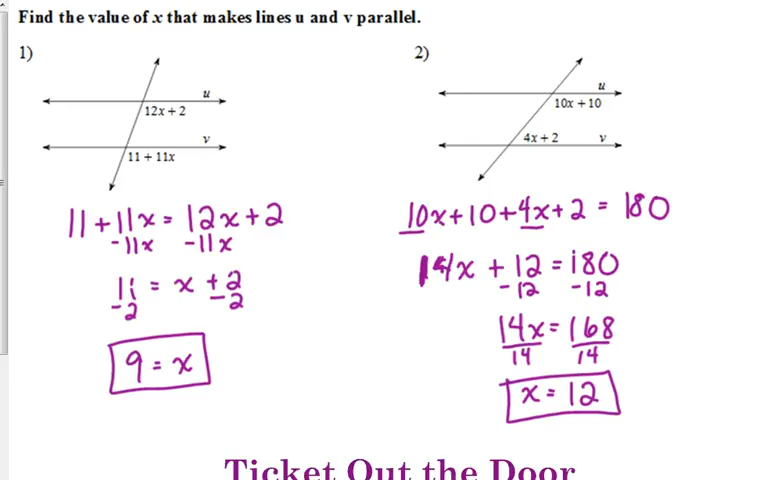 Find the value of x that makes lines u and v parallel.
1)
u
12x + 2
v
11 + 11x
11 + 11x = 12x + 2
-11x -11x
11 = x + 2
-2 -2
9 = x
2)
u
10x + 10
4x + 2 v
10x + 10 + 4x + 2 = 180
14x + 12 = 180
-12 -12
14x = 168
14 14
x = 12
Ticket Out the Door